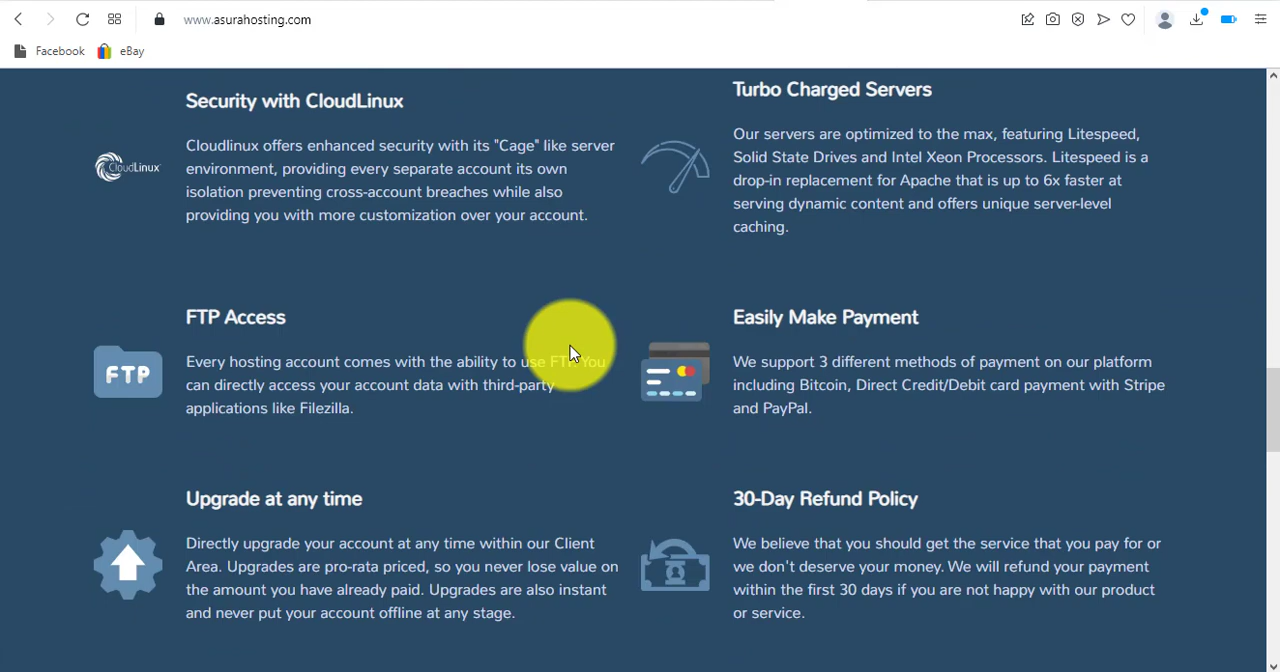 www.asurahosting.com
Facebook
eBay
Security with CloudLinux
CloudLinux
Cloudlinux offers enhanced security with its "Cage" like server
environment, providing every separate account its own
isolation preventing cross-account breaches while also
providing you with more customization over your account.
Turbo Charged Servers
Our servers are optimized to the max, featuring Litespeed,
Solid State Drives and Intel Xeon Processors. Litespeed is a
drop-in replacement for Apache that is up to 6x faster at
serving dynamic content and offers unique server-level
caching.
FTP Access
FTP
Every hosting account comes with the ability to use FTP. You
can directly access your account data with third-party
applications like Filezilla.
Easily Make Payment
We support 3 different methods of payment on our platform
including Bitcoin, Direct Credit/Debit card payment with Stripe
and PayPal.
Upgrade at any time
Directly upgrade your account at any time within our Client
Area. Upgrades are pro-rata priced, so you never lose value on
the amount you have already paid. Upgrades are also instant
and never put your account offline at any stage.
30-Day Refund Policy
We believe that you should get the service that you pay for or
we don't deserve your money. We will refund your payment
within the first 30 days if you are not happy with our product
or service.